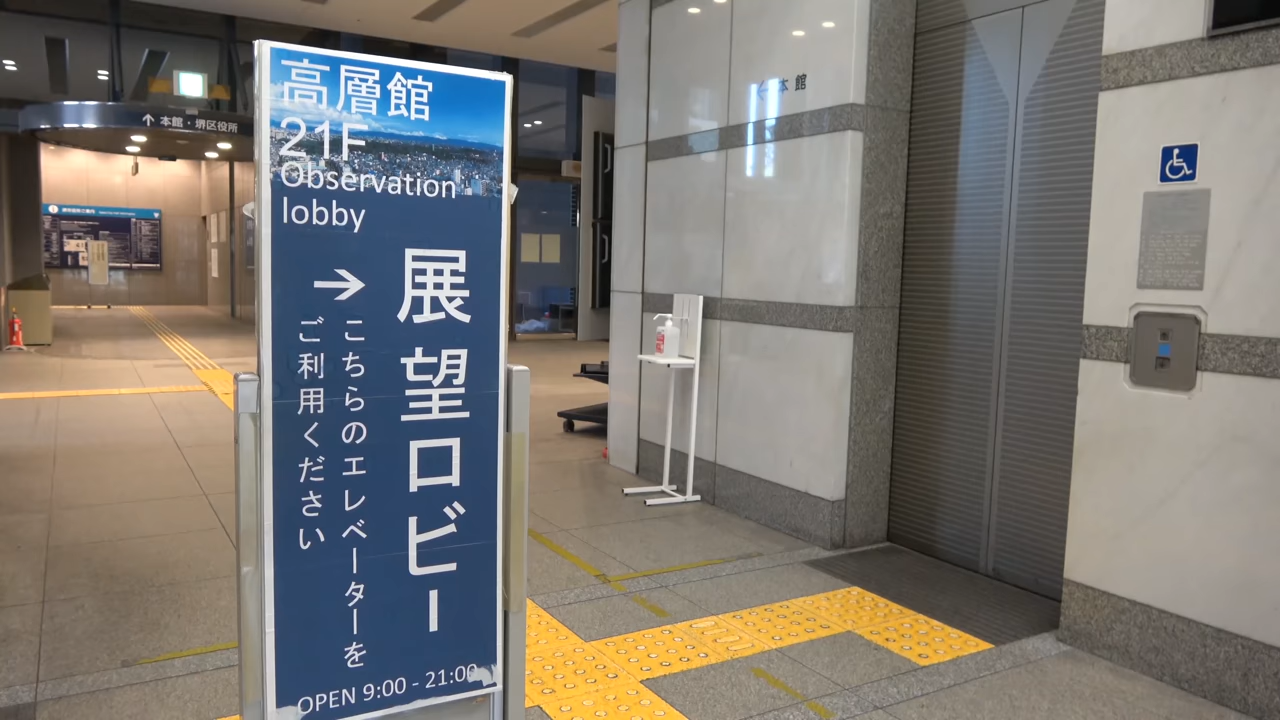 高層館
21F
Observation
lobby
展望ロビー
→
こちらのエレベーターを
ご利用ください
OPEN 9:00 - 21:00
↑ 本館・堺区役所
← 本館